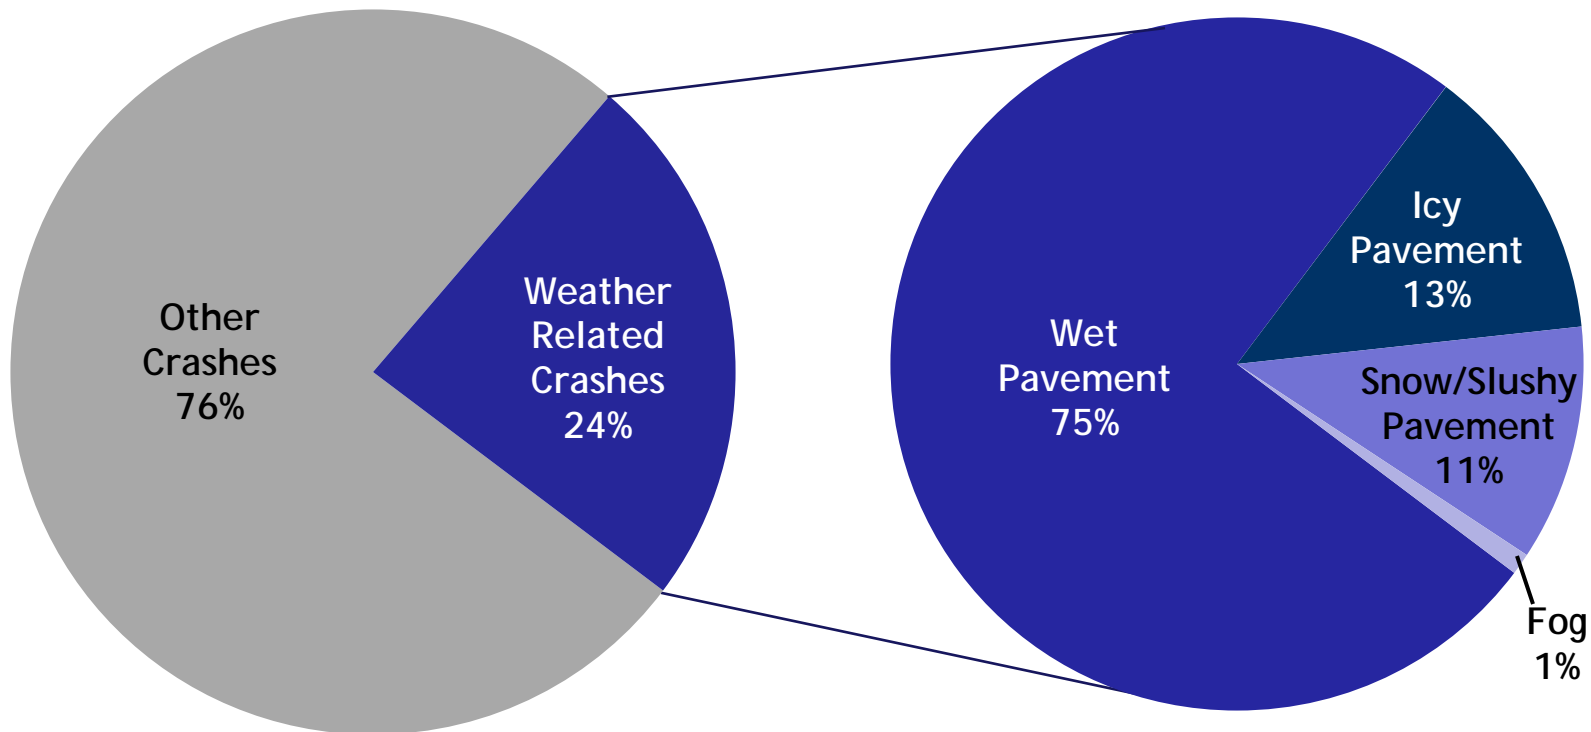 Other
Crashes
76%
Weather
Related
Crashes
24%
Wet
Pavement
75%
Icy
Pavement
13%
Snow/Slushy
Pavement
11%
Fog
1%